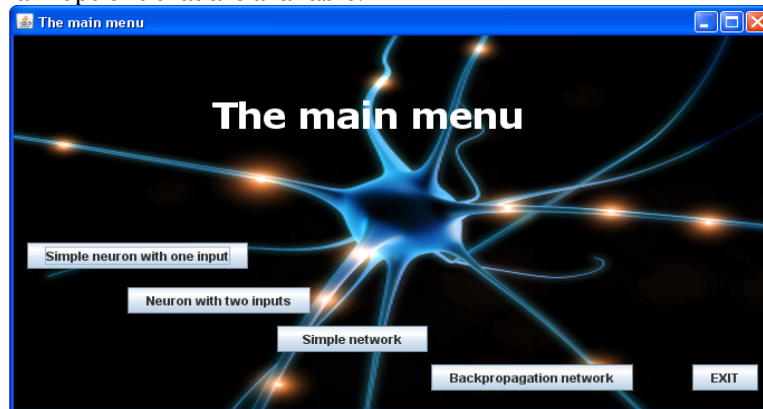 The main menu
The main menu
Simple neuron with one input
Neuron with two inputs
Simple network
Backpropagation network
EXIT